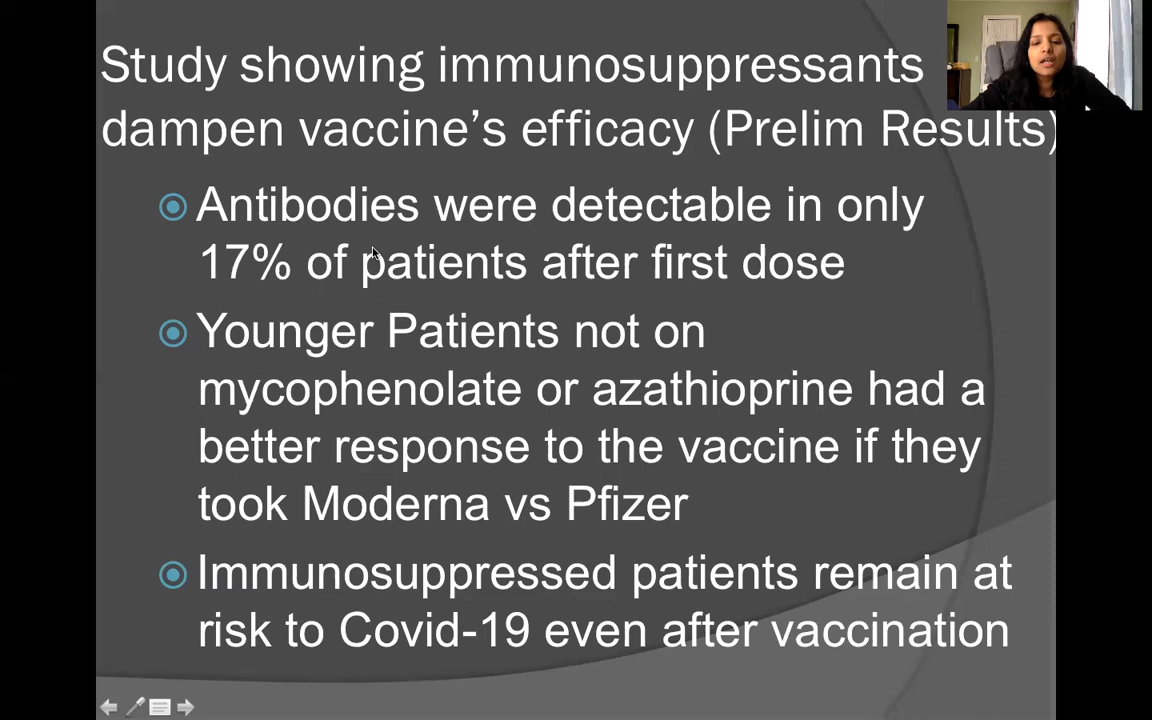 Study showing immunosuppressants
dampen vaccine's efficacy (Prelim Results)
Antibodies were detectable in only
17% of patients after first dose
Younger Patients not on
mycophenolate or azathioprine had a
better response to the vaccine if they
took Moderna vs Pfizer
Immunosuppressed patients remain at
risk to Covid-19 even after vaccination